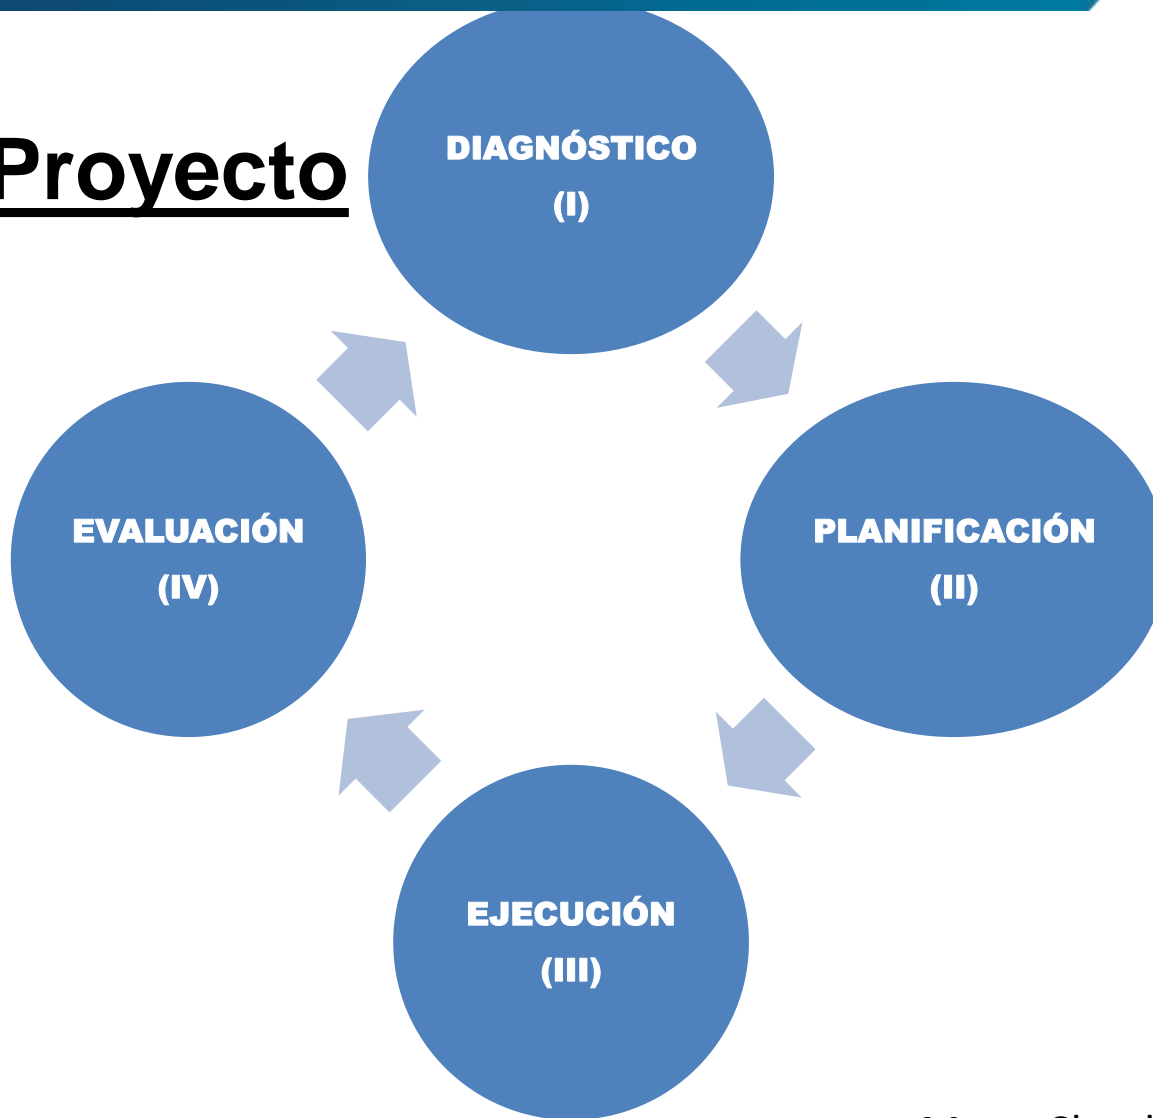 Proyecto
DIAGNÓSTICO
(I)
EVALUACIÓN
(IV)
PLANIFICACIÓN
(II)
EJECUCIÓN
(III)